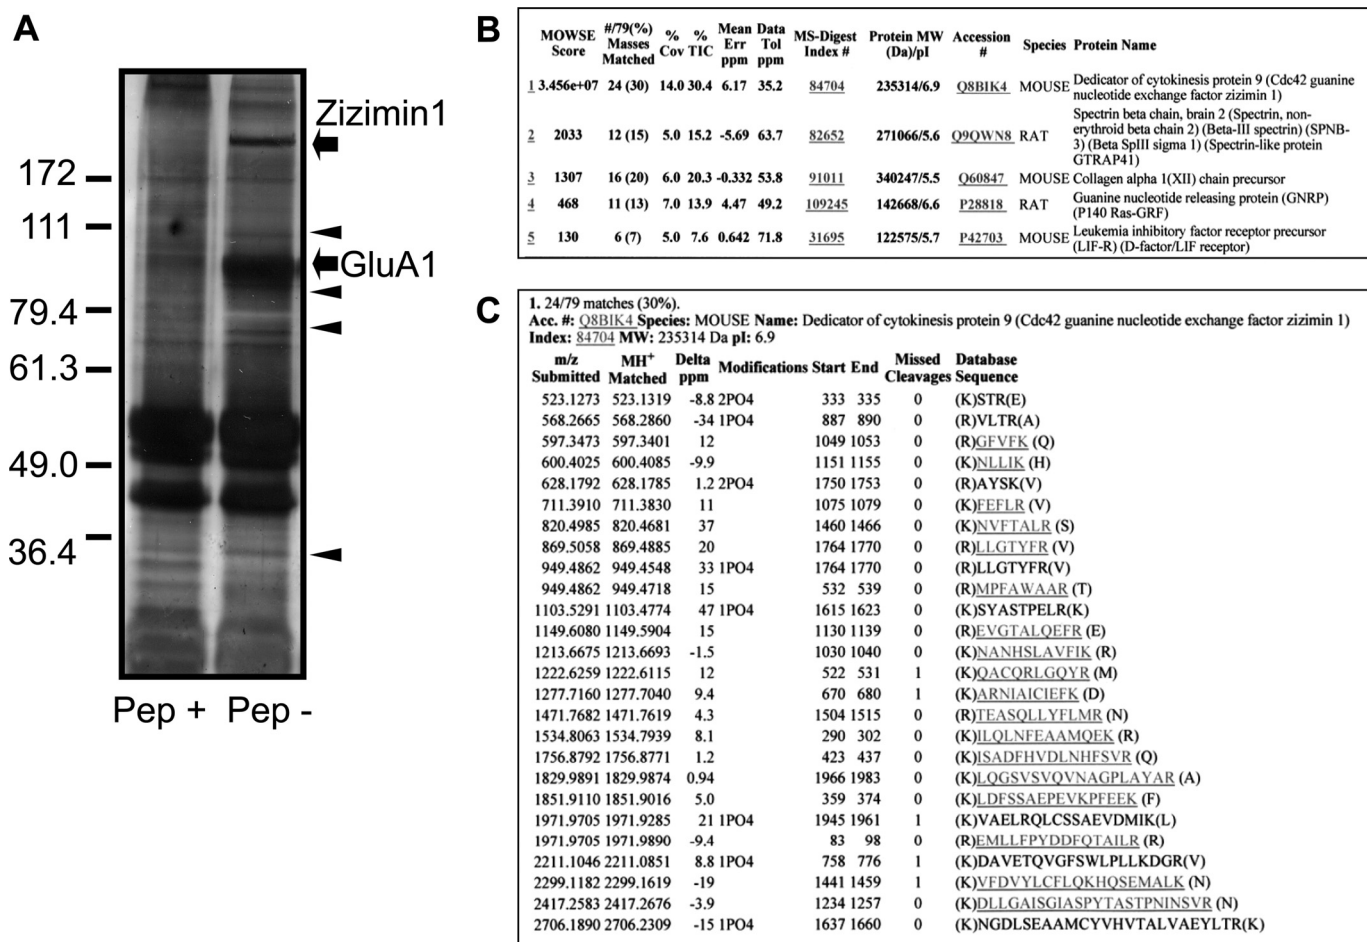 A
Zizimin1
172
111
GluA1
79.4
61.3
49.0
36.4
Pep + Pep -
B
MOWSE Score #/79(%) Masses Matched % Cov % TIC Mean Err ppm Data Tol ppm MS-Digest Index # Protein MW (Da)/pI Accession # Species Protein Name
1 3.456e+07 24 (30) 14.0 30.4 6.17 35.2 84704 235314/6.9 Q8BIK4 MOUSE Dedicator of cytokinesis protein 9 (Cdc42 guanine
nucleotide exchange factor zizimin 1)
2 2033 12 (15) 5.0 15.2 -5.69 63.7 82652 271066/5.6 Q9QWN8 RAT Spectrin beta chain, brain 2 (Spectrin, non-
erythroid beta chain 2) (Beta-III spectrin) (SPNB-
3) (Beta SpIII sigma 1) (Spectrin-like protein
GTRAP41)
3 1307 16 (20) 6.0 20.3 -0.332 53.8 91011 340247/5.5 Q60847 MOUSE Collagen alpha 1(XII) chain precursor
4 468 11 (13) 7.0 13.9 4.47 49.2 109245 142668/6.6 P28818 RAT Guanine nucleotide releasing protein (GNRP)
(P140 Ras-GRF)
5 130 6 (7) 5.0 7.6 0.642 71.8 31695 122575/5.7 P42703 MOUSE Leukemia inhibitory factor receptor precursor
(LIF-R) (D-factor/LIF receptor)
C
1. 24/79 matches (30%).
Acc. #: Q8BIK4 Species: MOUSE Name: Dedicator of cytokinesis protein 9 (Cdc42 guanine nucleotide exchange factor zizimin 1)
Index: 84704 MW: 235314 Da pI: 6.9
m/z Submitted MH+ Matched Delta ppm Modifications Start End Missed Cleavages Database Sequence
523.1273 523.1319 -8.8 2PO4 333 335 0 (K)STR(E)
568.2665 568.2860 -34 1PO4 887 890 0 (R)VLTR(A)
597.3473 597.3401 12 1049 1053 0 (R)GFVFK (Q)
600.4025 600.4085 -9.9 1151 1155 0 (K)NLLIK (H)
628.1792 628.1785 1.2 2PO4 1750 1753 0 (R)AYSK(V)
711.3910 711.3830 11 1075 1079 0 (K)FEFLR (V)
820.4985 820.4681 37 1460 1466 0 (K)NVFTALR (S)
869.5058 869.4885 20 1764 1770 0 (R)LLGTYFR (V)
949.4862 949.4548 33 1PO4 1764 1770 0 (R)LLGTYFR(V)
949.4862 949.4718 15 532 539 0 (R)MPFAWAAR (T)
1103.5291 1103.4774 47 1PO4 1615 1623 0 (K)SYASTPELR(K)
1149.6080 1149.5904 15 1130 1139 0 (R)EVGTALQEFR (E)
1213.6675 1213.6693 -1.5 1030 1040 0 (K)NANHSLAVFIK (R)
1222.6259 1222.6115 12 522 531 1 (K)QACQRLGQYR (M)
1277.7160 1277.7040 9.4 670 680 1 (K)ARNIAICIEFK (D)
1471.7682 1471.7619 4.3 1504 1515 0 (R)TEASQLLYFLMR (N)
1534.8063 1534.7939 8.1 290 302 0 (K)ILQLNFEAAMQEK (R)
1756.8792 1756.8771 1.2 423 437 0 (K)ISADFHVDLNHFSVR (Q)
1829.9891 1829.9874 0.94 1966 1983 0 (K)LQGSVSVQVNAGPLAYAR (A)
1851.9110 1851.9016 5.0 359 374 0 (K)LDFSSAEPEVKPFEEK (F)
1971.9705 1971.9285 21 1PO4 1945 1961 1 (K)VAELRQLCSSAEVDMIK(L)
1971.9705 1971.9890 -9.4 83 98 0 (R)EMLLFPYDDFQTAILR (R)
2211.1046 2211.0851 8.8 1PO4 758 776 1 (K)DAVETQVGFSWLPLLKDGR(V)
2299.1182 2299.1619 -19 1441 1459 1 (K)VFDVYLCFLQKHQSEMALK (N)
2417.2583 2417.2676 -3.9 1234 1257 0 (K)DLLGAISGIASPYTASTPNINSVR (N)
2706.1890 2706.2309 -15 1PO4 1637 1660 0 (K)NGDLSEAAMCYVHVTALVAEYLTR(K)